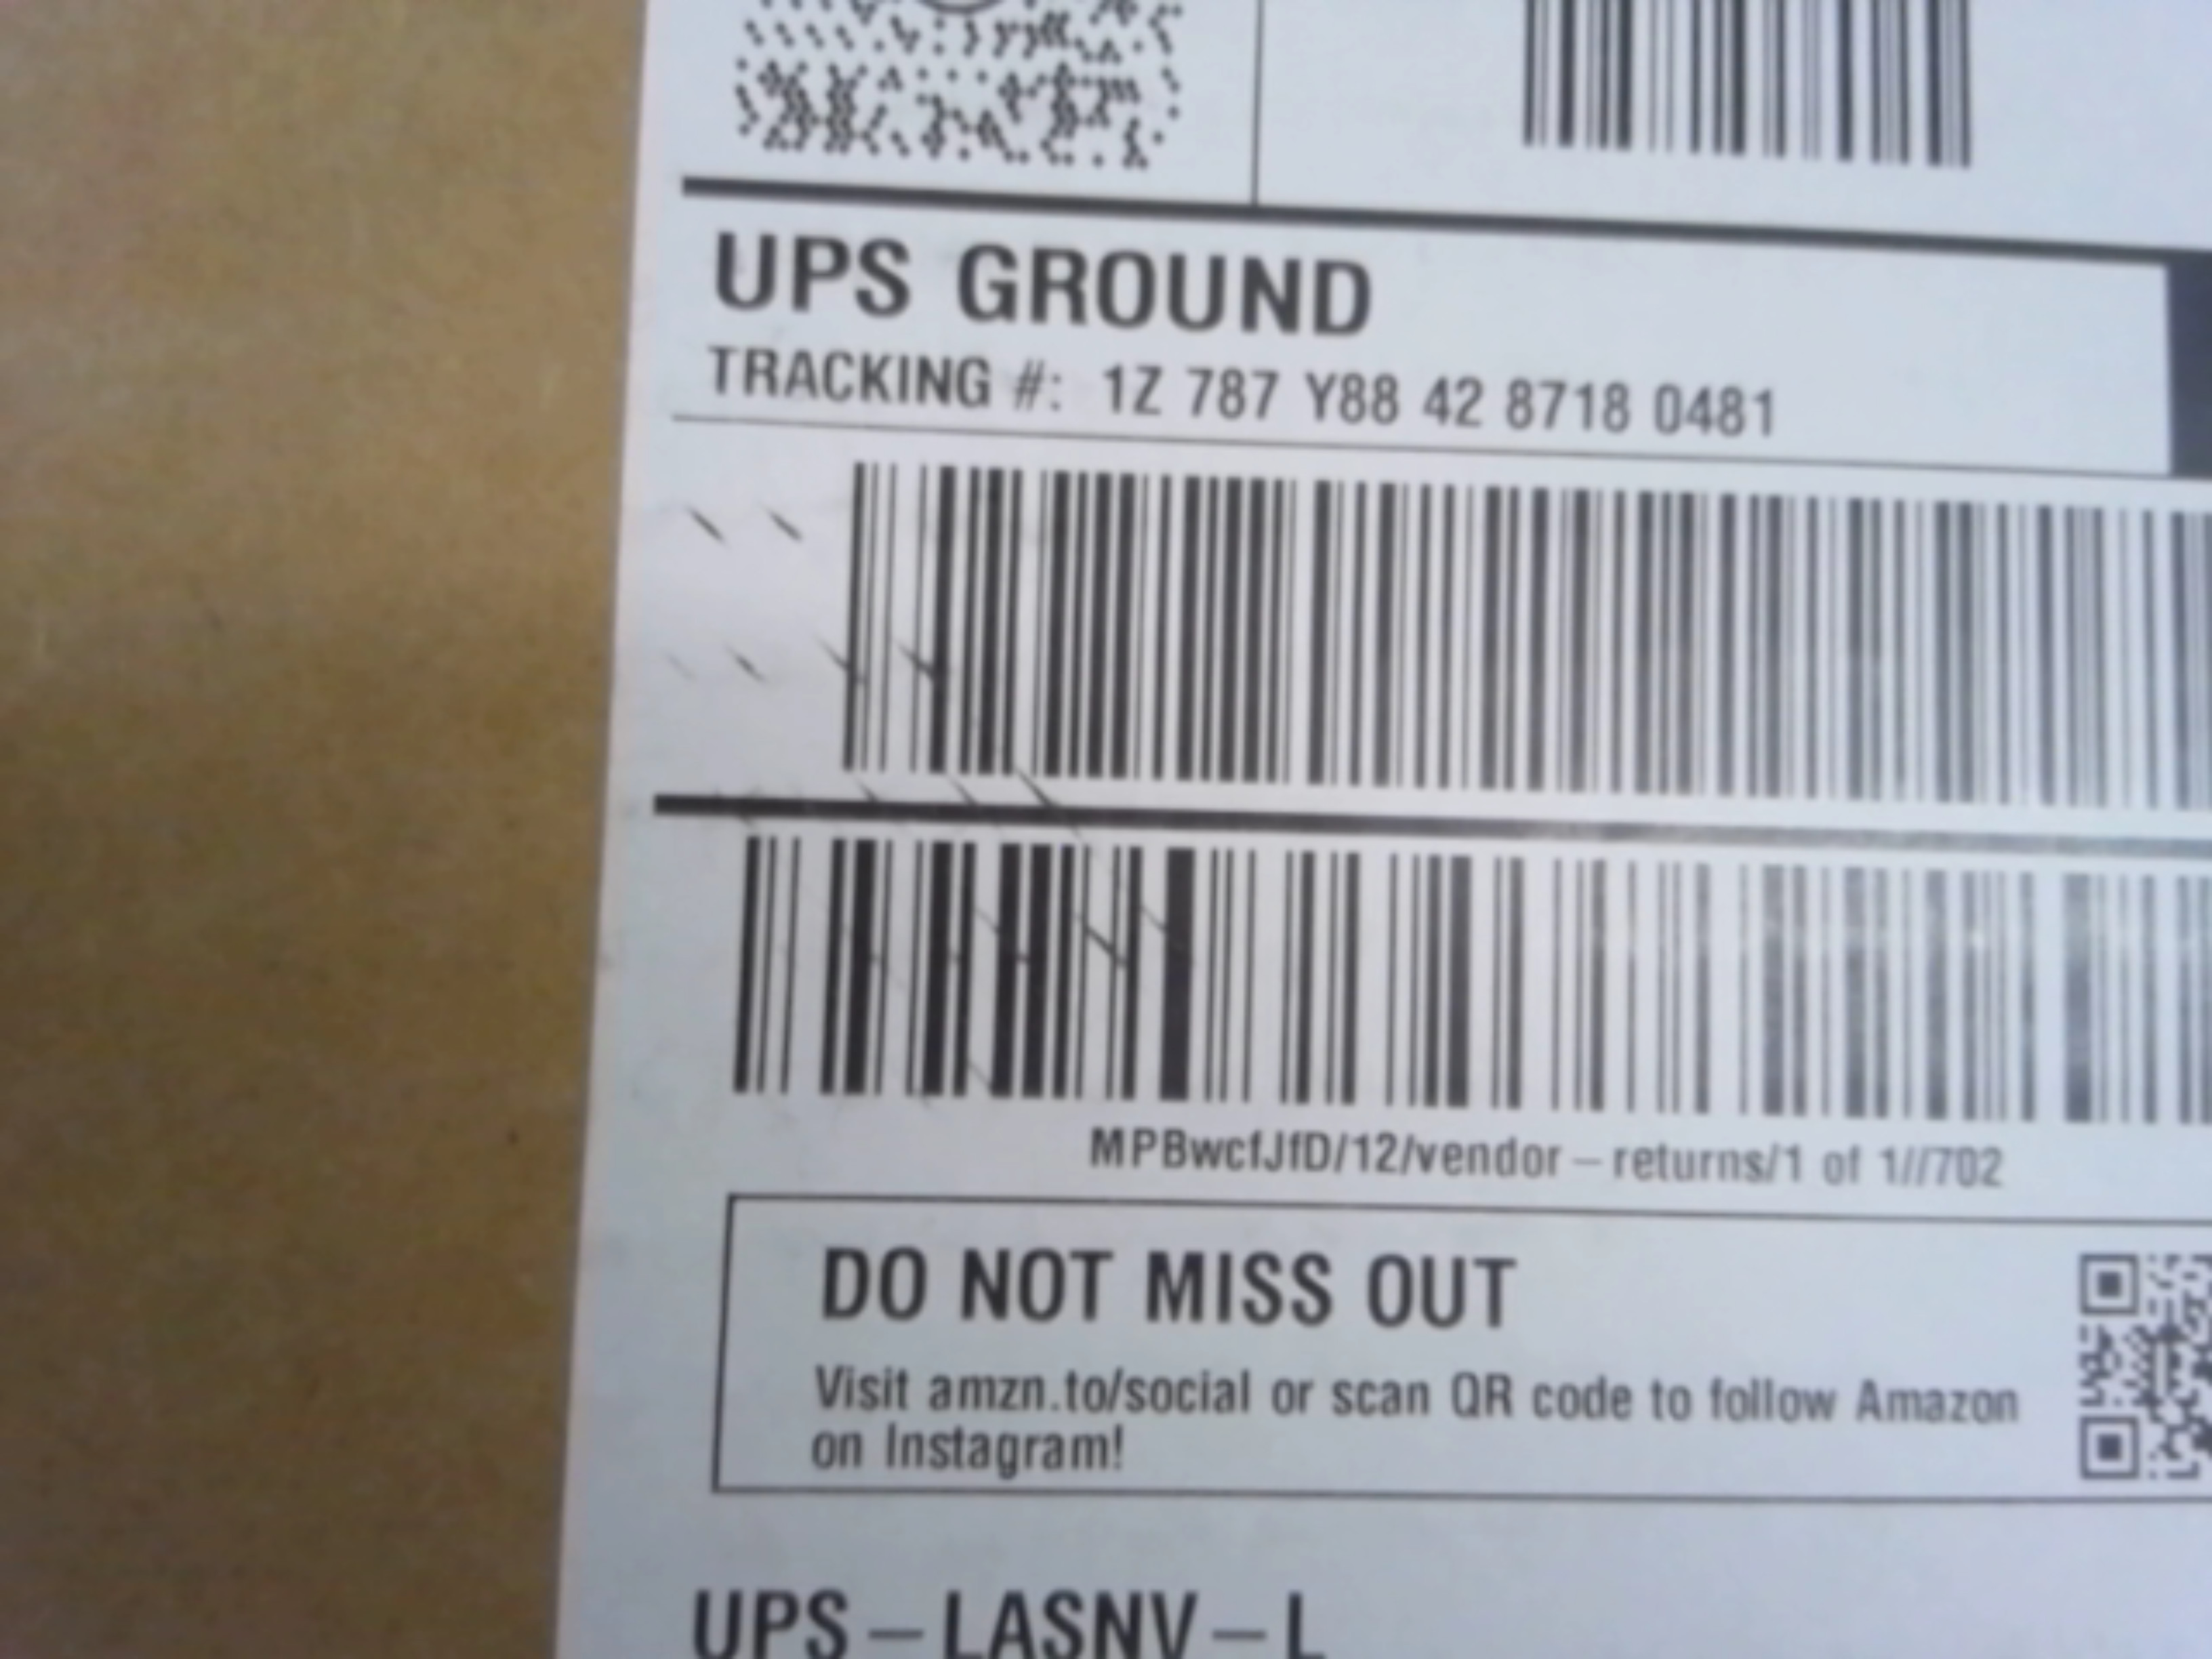 UPS GROUND
TRACKING #: 1Z 787 Y88 42 8718 0481
MPBwcfJfD/12/vendor-returns/1 of 1//702
DO NOT MISS OUT
Visit amzn.to/social or scan QR code to follow Amazon
on Instagram!
UPS-LASNV-L